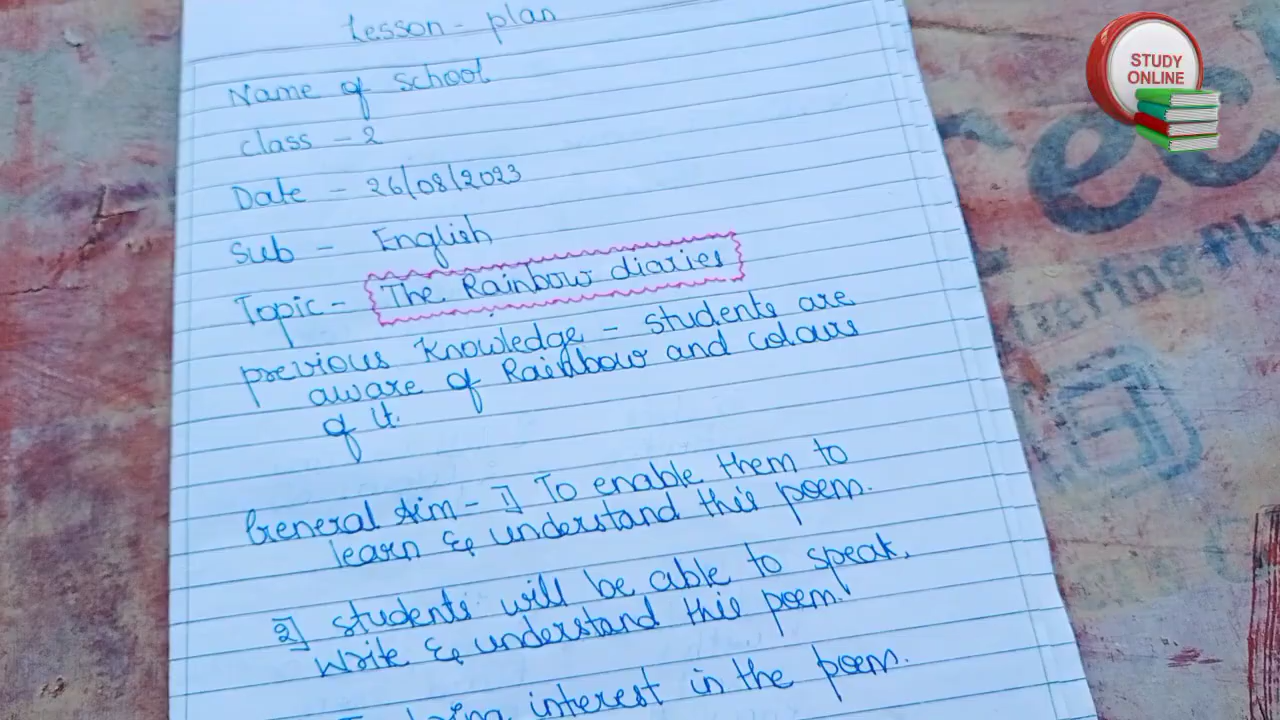 Lesson - plan
Name of School
class - 2
Date - 26/08/2023
Sub - English
Topic - The Rainbow diaries
previous Knowledge - students are
aware of Rainbow and colours
of it.
General Aim - 1] To enable them to
learn & understand this poem.
2] students will be able to speak,
write & understand this poem.
interest in the poem.
STUDY
ONLINE